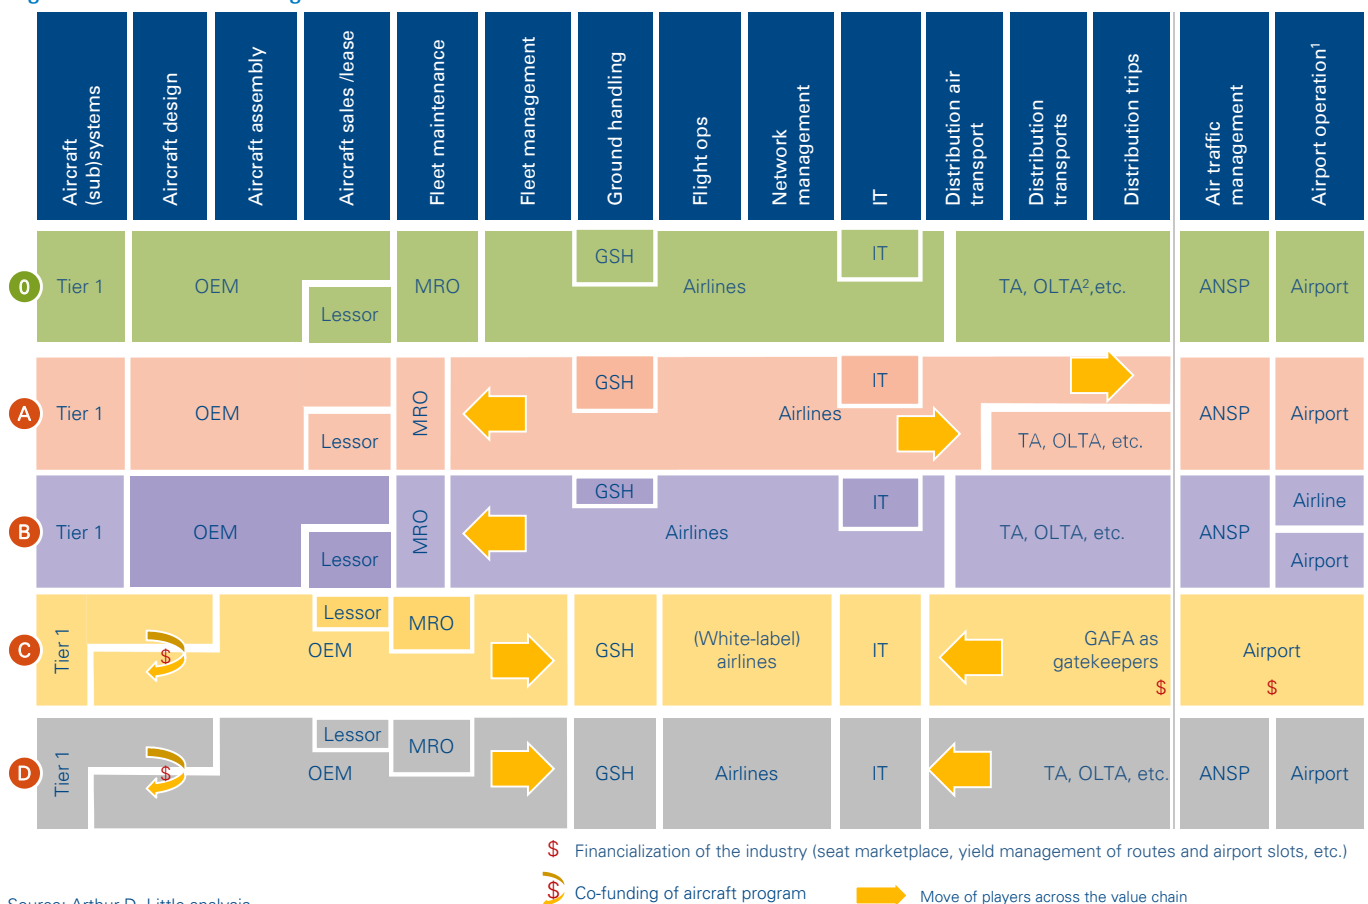 Aircraft
(sub)systems
Aircraft design
Aircraft assembly
Aircraft sales /lease
Fleet maintenance
Fleet management
Ground handling
Flight ops
Network
management
IT
Distribution air
transport
Distribution
transports
Distribution trips
Air traffic
management
Airport operation¹
0
Tier 1
OEM
Lessor
MRO
GSH
Airlines
IT
TA, OLTA²,etc.
ANSP
Airport
A
Tier 1
OEM
Lessor
MRO
GSH
Airlines
IT
TA, OLTA, etc.
ANSP
Airport
B
Tier 1
OEM
Lessor
MRO
GSH
Airlines
IT
TA, OLTA, etc.
ANSP
Airline
Airport
C
Tier 1
$
Lessor
OEM
MRO
GSH
(White-label)
airlines
IT
GAFA as
gatekeepers
$
Airport
$
D
Tier 1
$
Lessor
OEM
MRO
GSH
Airlines
IT
TA, OLTA, etc.
ANSP
Airport
$ Financialization of the industry (seat marketplace, yield management of routes and airport slots, etc.)
$ Co-funding of aircraft program
Move of players across the value chain
Source: Arthur D. Little analysis